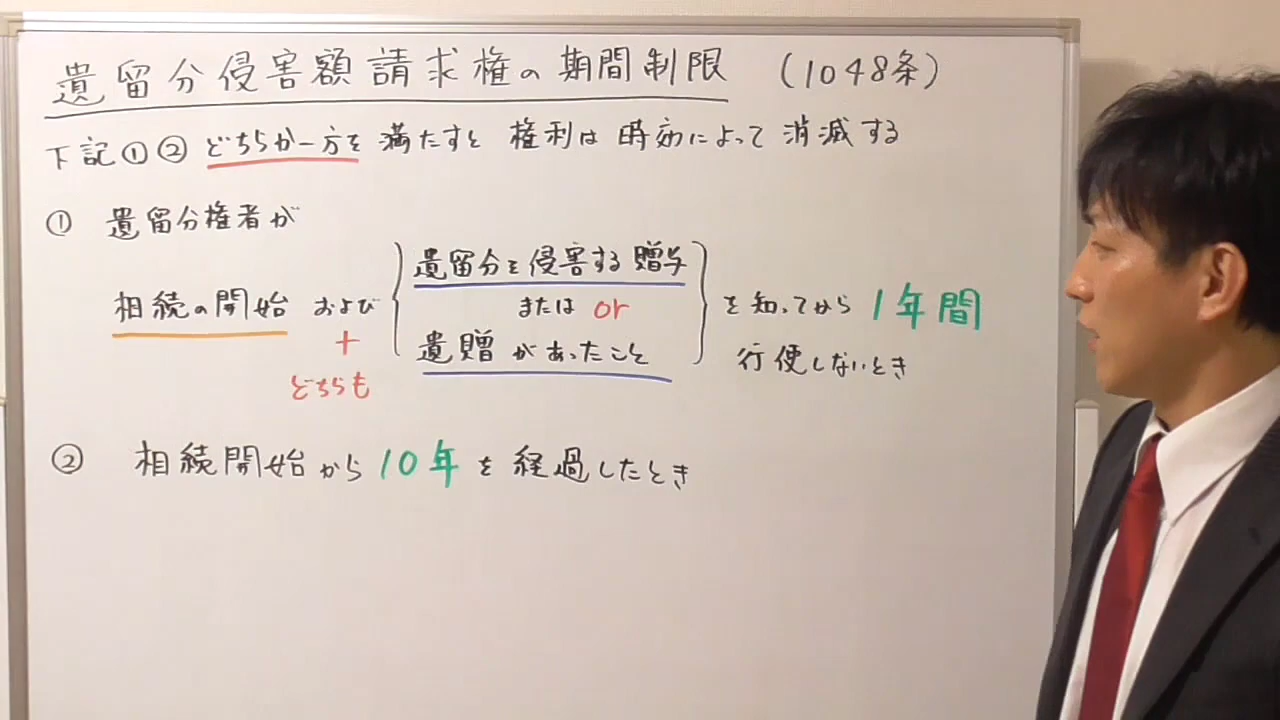 遺留分侵害額請求権の期間制限 (1048条)
下記①② どちらか一方を 満たすと 権利は 時効によって 消滅する
① 遺留分権者が
遺留分を侵害する贈与
相続の開始 および または or を知ってから 1年間
+ 遺贈 があったこと 行使しないとき
どちらも
② 相続開始から 10年 を経過したとき